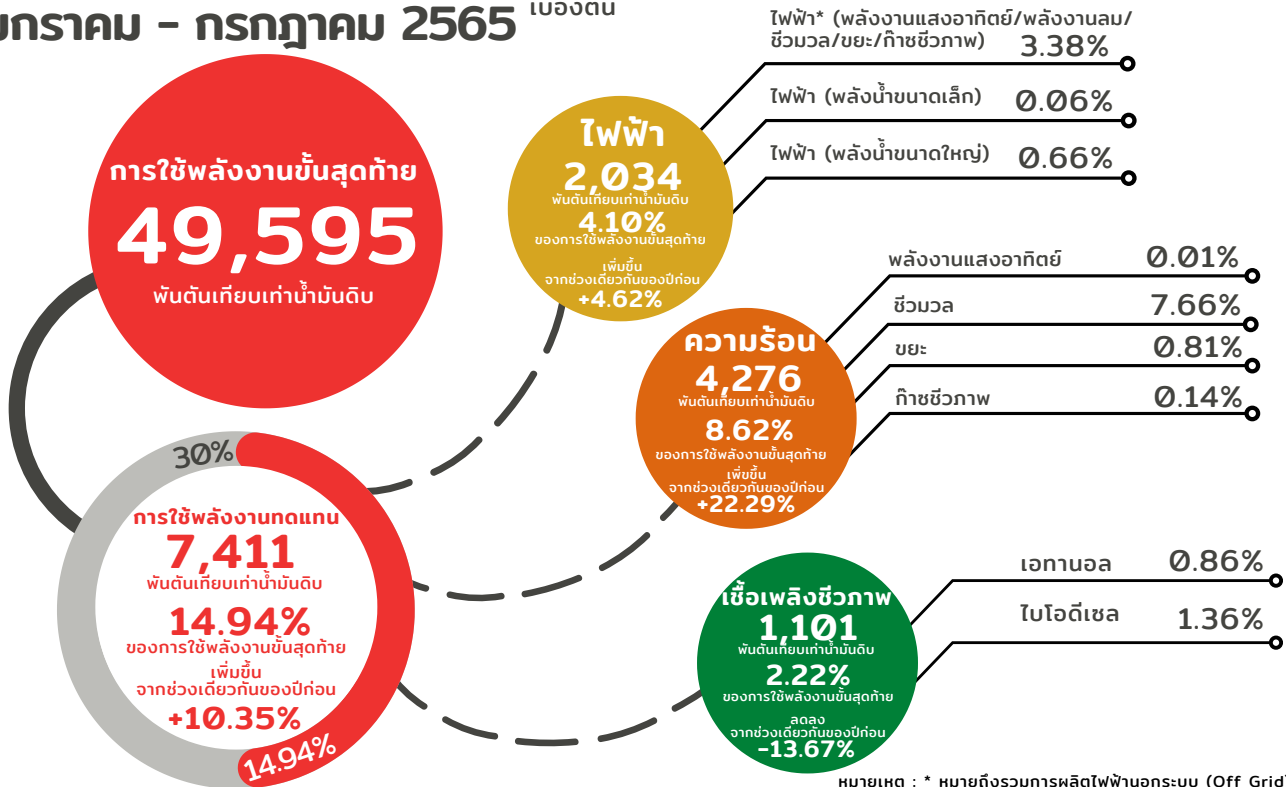 มกราคม - กรกฎาคม 2565 เบื้องต้น
การใช้พลังงานขั้นสุดท้าย
49,595
พันตันเทียบเท่าน้ำมันดิบ
ไฟฟ้า
2,034
พันตันเทียบเท่าน้ำมันดิบ
4.10%
ของการใช้พลังงานขั้นสุดท้าย
เพิ่มขึ้น
จากช่วงเดียวกันของปีก่อน
+4.62%
ไฟฟ้า* (พลังงานแสงอาทิตย์/พลังงานลม/
ชีวมวล/ขยะ/ก๊าซชีวภาพ) 3.38%
ไฟฟ้า (พลังน้ำขนาดเล็ก) 0.06%
ไฟฟ้า (พลังน้ำขนาดใหญ่) 0.66%
ความร้อน
4,276
พันตันเทียบเท่าน้ำมันดิบ
8.62%
ของการใช้พลังงานขั้นสุดท้าย
เพิ่ขขึ้น
จากช่วงเดียวกันของปีก่อน
+22.29%
พลังงานแสงอาทิตย์ 0.01%
ชีวมวล 7.66%
ขยะ 0.81%
ก๊าซชีวภาพ 0.14%
30%
การใช้พลังงานทดแทน
7,411
พันตันเทียบเท่าน้ำมันดิบ
14.94%
ของการใช้พลังงานขั้นสุดท้าย
เพิ่มขึ้น
จากช่วงเดียวกันของปีก่อน
+10.35%
14.94%
เชื้อเพลิงชีวภาพ
1,101
พันตันเทียบเท่าน้ำมันดิบ
2.22%
ของการใช้พลังงานขั้นสุดท้าย
ลดลง
จากช่วงเดียวกันของปีก่อน
-13.67%
เอทานอล 0.86%
ไบโอดีเซล 1.36%
หมายเหตุ : * หมายถึงรวมการผลิตไฟฟ้านอกระบบ (Off Grid)